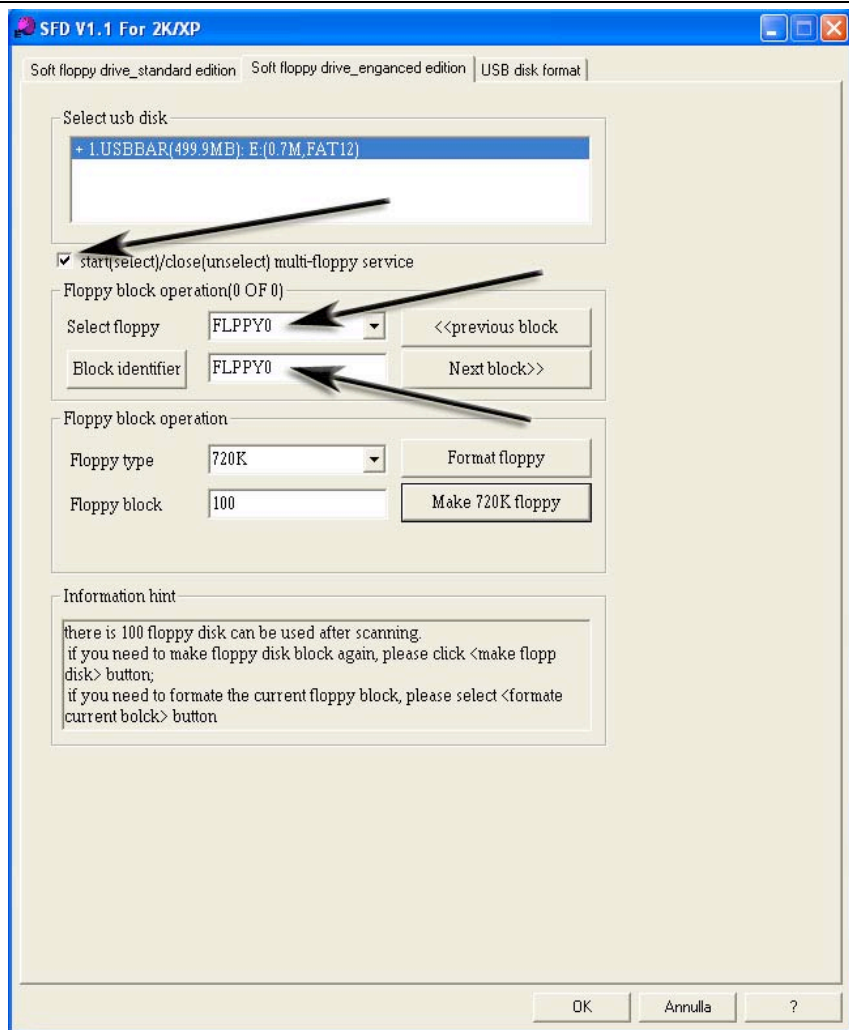 SFD V1.1 For 2K/XP
Soft floppy drive_standard edition Soft floppy drive_enganced edition USB disk format
Select usb disk
+ 1.USBBAR(499.9MB): E:(0.7M,FAT12)
start(select)/close(unselect) multi-floppy service
Floppy block operation(0 OF 0)
Select floppy FLPPY0 <<previous block
Block identifier FLPPY0 Next block>>
Floppy block operation
Floppy type 720K Format floppy
Floppy block 100 Make 720K floppy
Information hint
there is 100 floppy disk can be used after scanning.
if you need to make floppy disk block again, please click <make flopp
disk> button;
if you need to formate the current floppy block, please select <formate
current bolck> button
OK Annulla ?